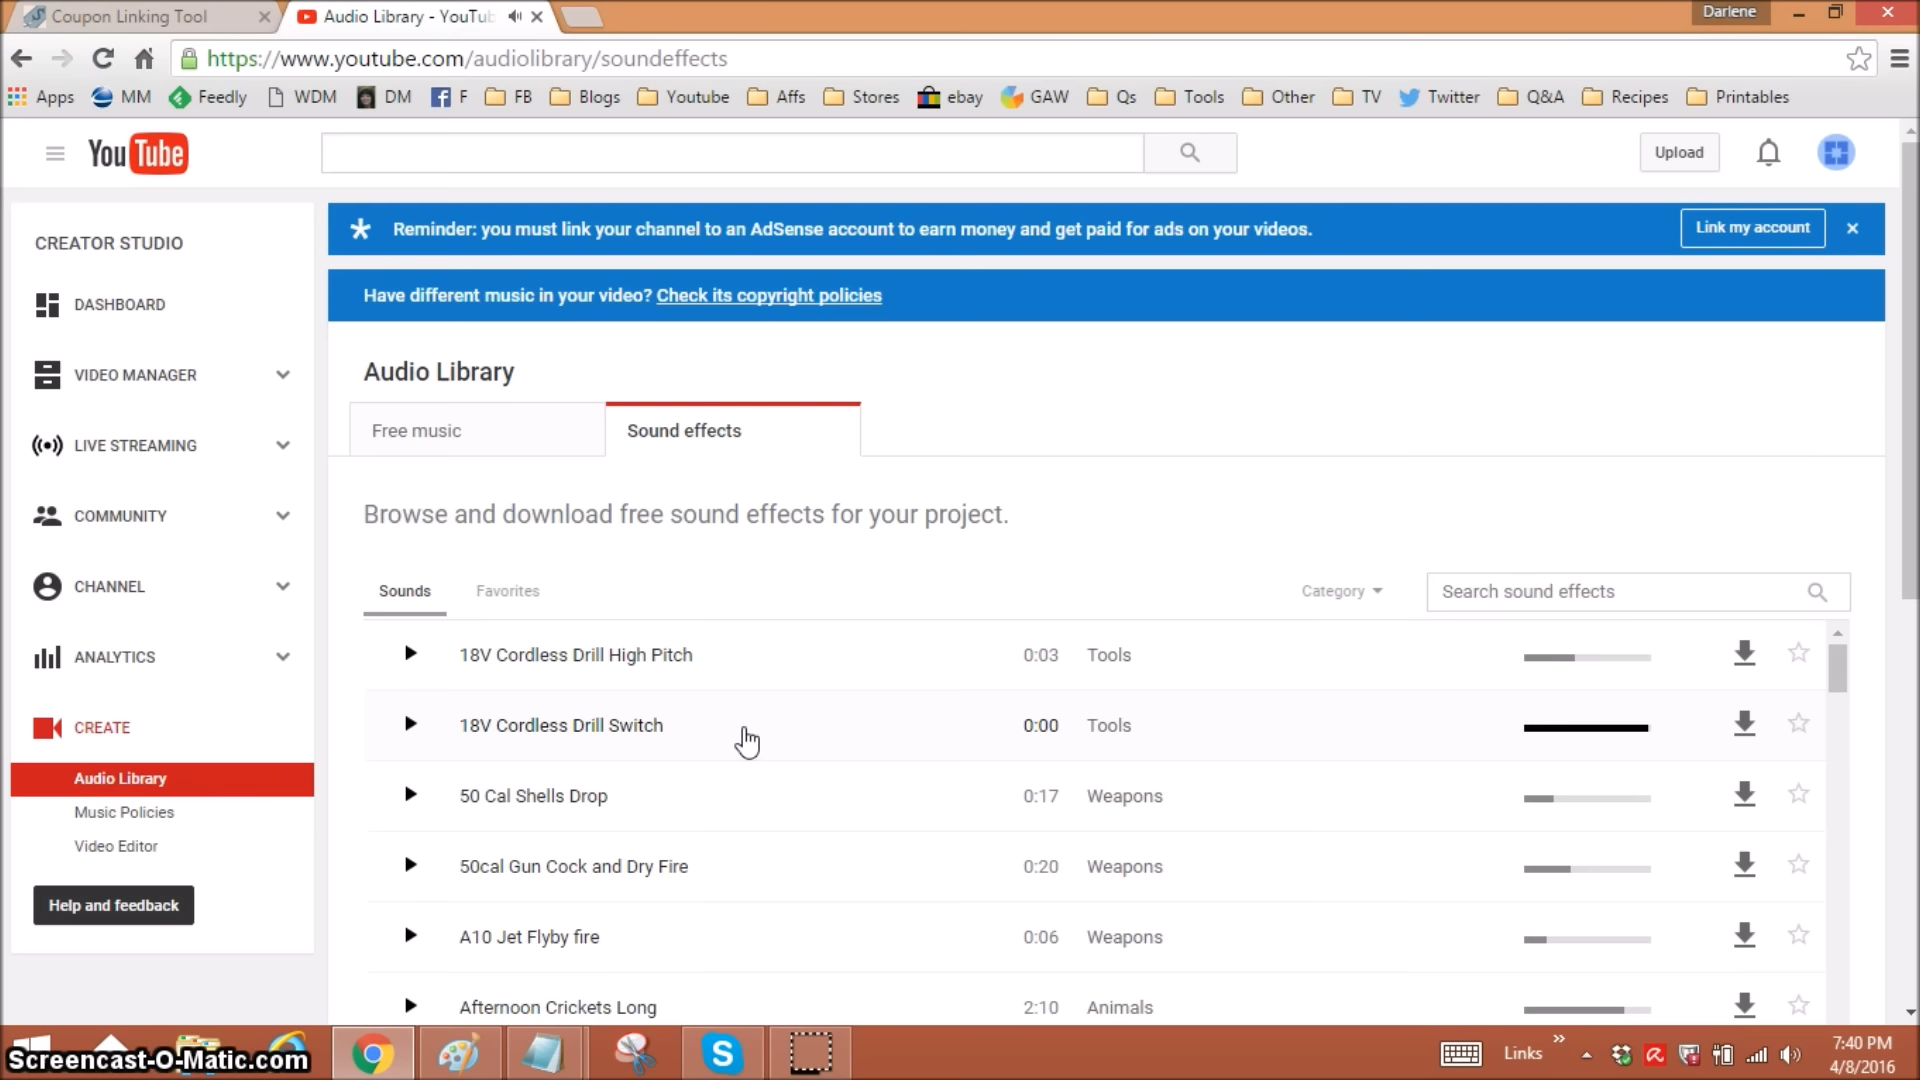 Coupon Linking Tool
Audio Library - YouTub
Darlene
https://www.youtube.com/audiolibrary/soundeffects
Apps MM Feedly WDM DM F FB Blogs Youtube Affs Stores ebay GAW Qs Tools Other TV Twitter Q&A Recipes Printables
YouTube
Upload
CREATOR STUDIO
DASHBOARD
VIDEO MANAGER
LIVE STREAMING
COMMUNITY
CHANNEL
ANALYTICS
CREATE
Audio Library
Music Policies
Video Editor
Help and feedback
Reminder: you must link your channel to an AdSense account to earn money and get paid for ads on your videos.
Link my account
Have different music in your video? Check its copyright policies
Audio Library
Free music
Sound effects
Browse and download free sound effects for your project.
Sounds Favorites Category Search sound effects
18V Cordless Drill High Pitch 0:03 Tools
18V Cordless Drill Switch 0:00 Tools
50 Cal Shells Drop 0:17 Weapons
50cal Gun Cock and Dry Fire 0:20 Weapons
A10 Jet Flyby fire 0:06 Weapons
Afternoon Crickets Long 2:10 Animals
Screencast-O-Matic.com
Links
7:40 PM
4/8/2016